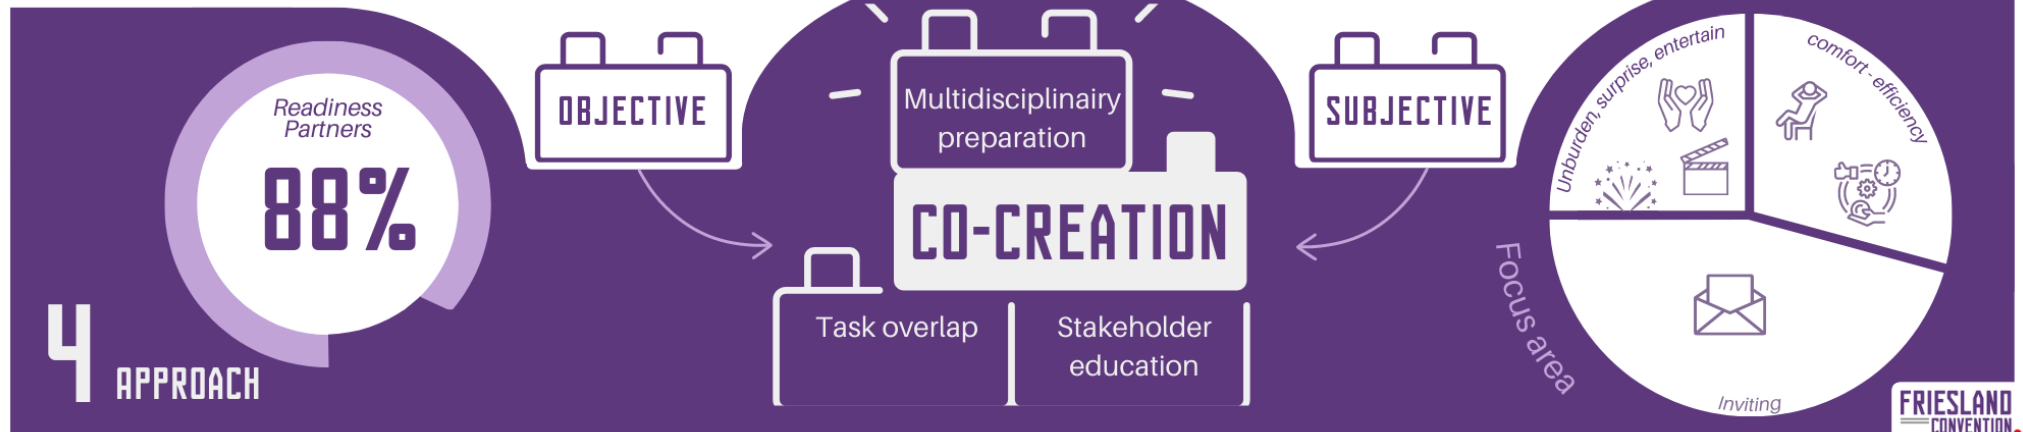 Readiness
Partners
88%
4
APPROACH
OBJECTIVE
Multidisciplinairy
preparation
CO-CREATION
Task overlap
Stakeholder
education
SUBJECTIVE
Unburden, surprise, entertain
comfort - efficiency
Inviting
Focus area
FRIESLAND
CONVENTION